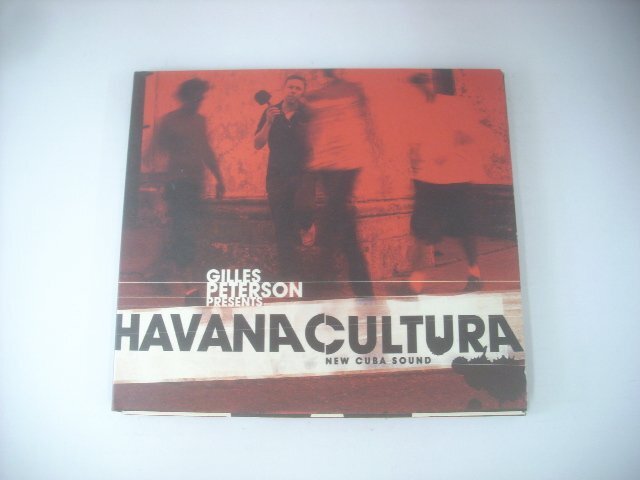 GILLES
PETERSON
PRESENTS
HAVANACULTURA
NEW CUBA SOUND